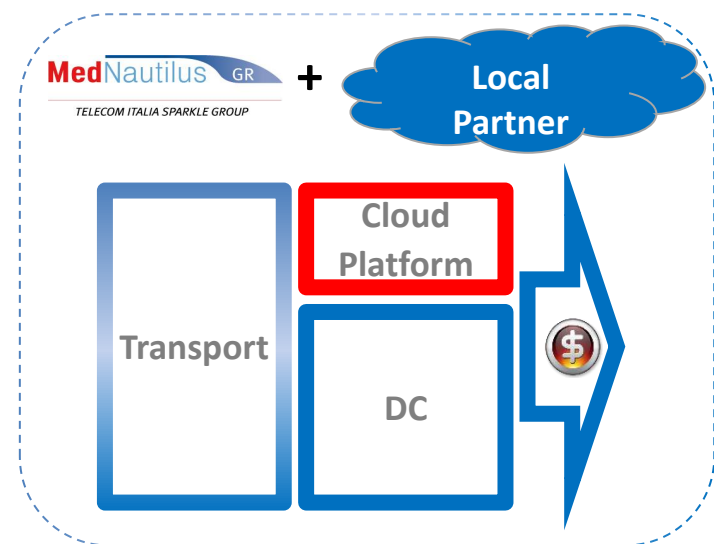 MedNautilus GR +
TELECOM ITALIA SPARKLE GROUP
Local
Partner
Transport
Cloud
Platform
DC
$